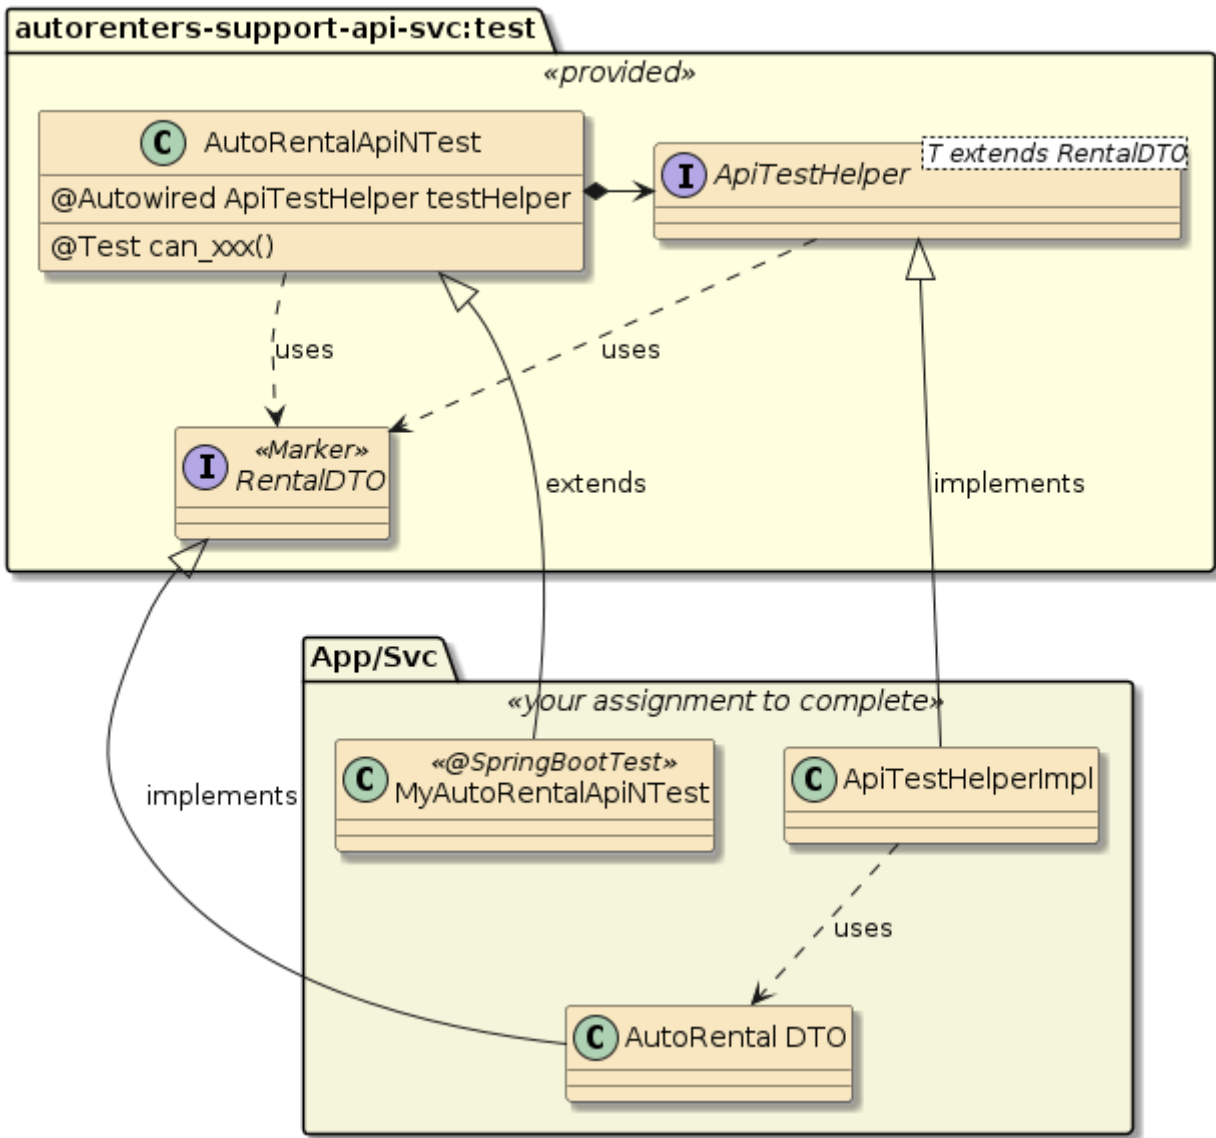 autorenters-support-api-svc:test
«provided»
C AutoRentalApiNTest
@Autowired ApiTestHelper testHelper
@Test can_xxx()
T extends RentalDTO
I ApiTestHelper
uses
uses
«Marker»
I RentalDTO
extends
implements
App/Svc
«your assignment to complete»
«@SpringBootTest»
C MyAutoRentalApiNTest
C ApiTestHelperImpl
implements
uses
C AutoRental DTO